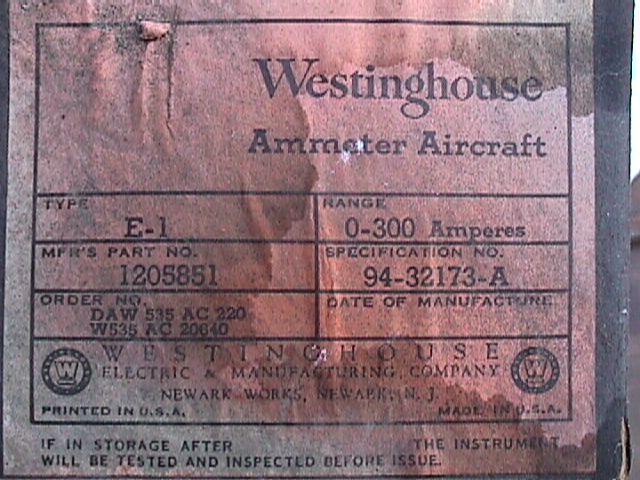 Westinghouse
Ammeter Aircraft
TYPE
E-1
RANGE
0-300 Amperes
MFR'S PART NO.
1205851
SPECIFICATION NO.
94-32173-A
ORDER NO.
DAW 535 AC 220
W535 AC 20640
DATE OF MANUFACTURE
WESTINGHOUSE
ELECTRIC & MANUFACTURING COMPANY
NEWARK WORKS, NEWARK, N. J.
W
W
PRINTED IN U.S.A.
MADE IN U.S.A.
IF IN STORAGE AFTER THE INSTRUMENT
WILL BE TESTED AND INSPECTED BEFORE ISSUE.